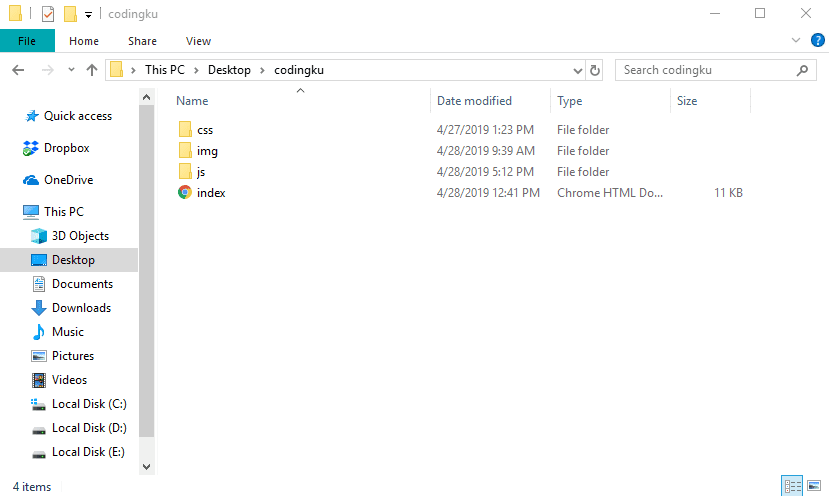 codingku
File Home Share View
This PC Desktop codingku Search codingku
Name Date modified Type Size
Quick access
Dropbox
OneDrive
This PC
3D Objects
Desktop
Documents
Downloads
Music
Pictures
Videos
Local Disk (C:)
Local Disk (D:)
Local Disk (E:)
css 4/27/2019 1:23 PM File folder
img 4/28/2019 9:39 AM File folder
js 4/28/2019 5:12 PM File folder
index 4/28/2019 12:41 PM Chrome HTML Do... 11 KB
4 items